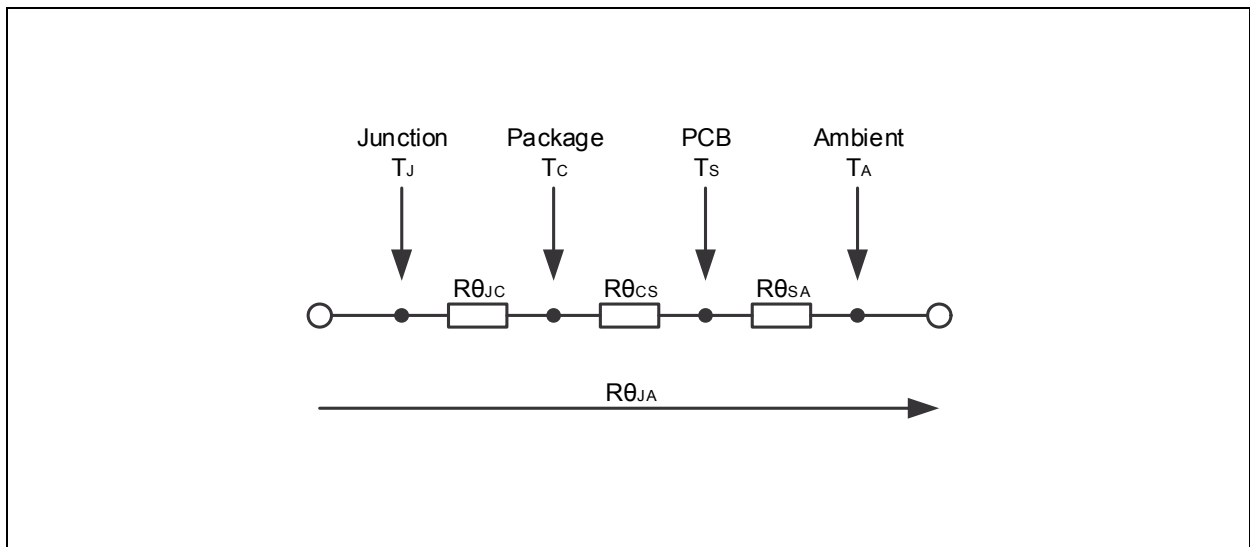 Junction Package PCB Ambient
TJ TC TS TA
RθJC RθCS RθSA
RθJA